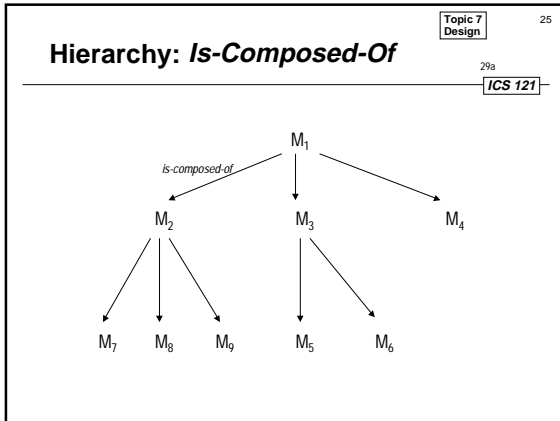 Topic 7
Design
25
Hierarchy: Is-Composed-Of
29a
ICS 121
M1
is-composed-of
M2 M3 M4
M7 M8 M9 M5 M6